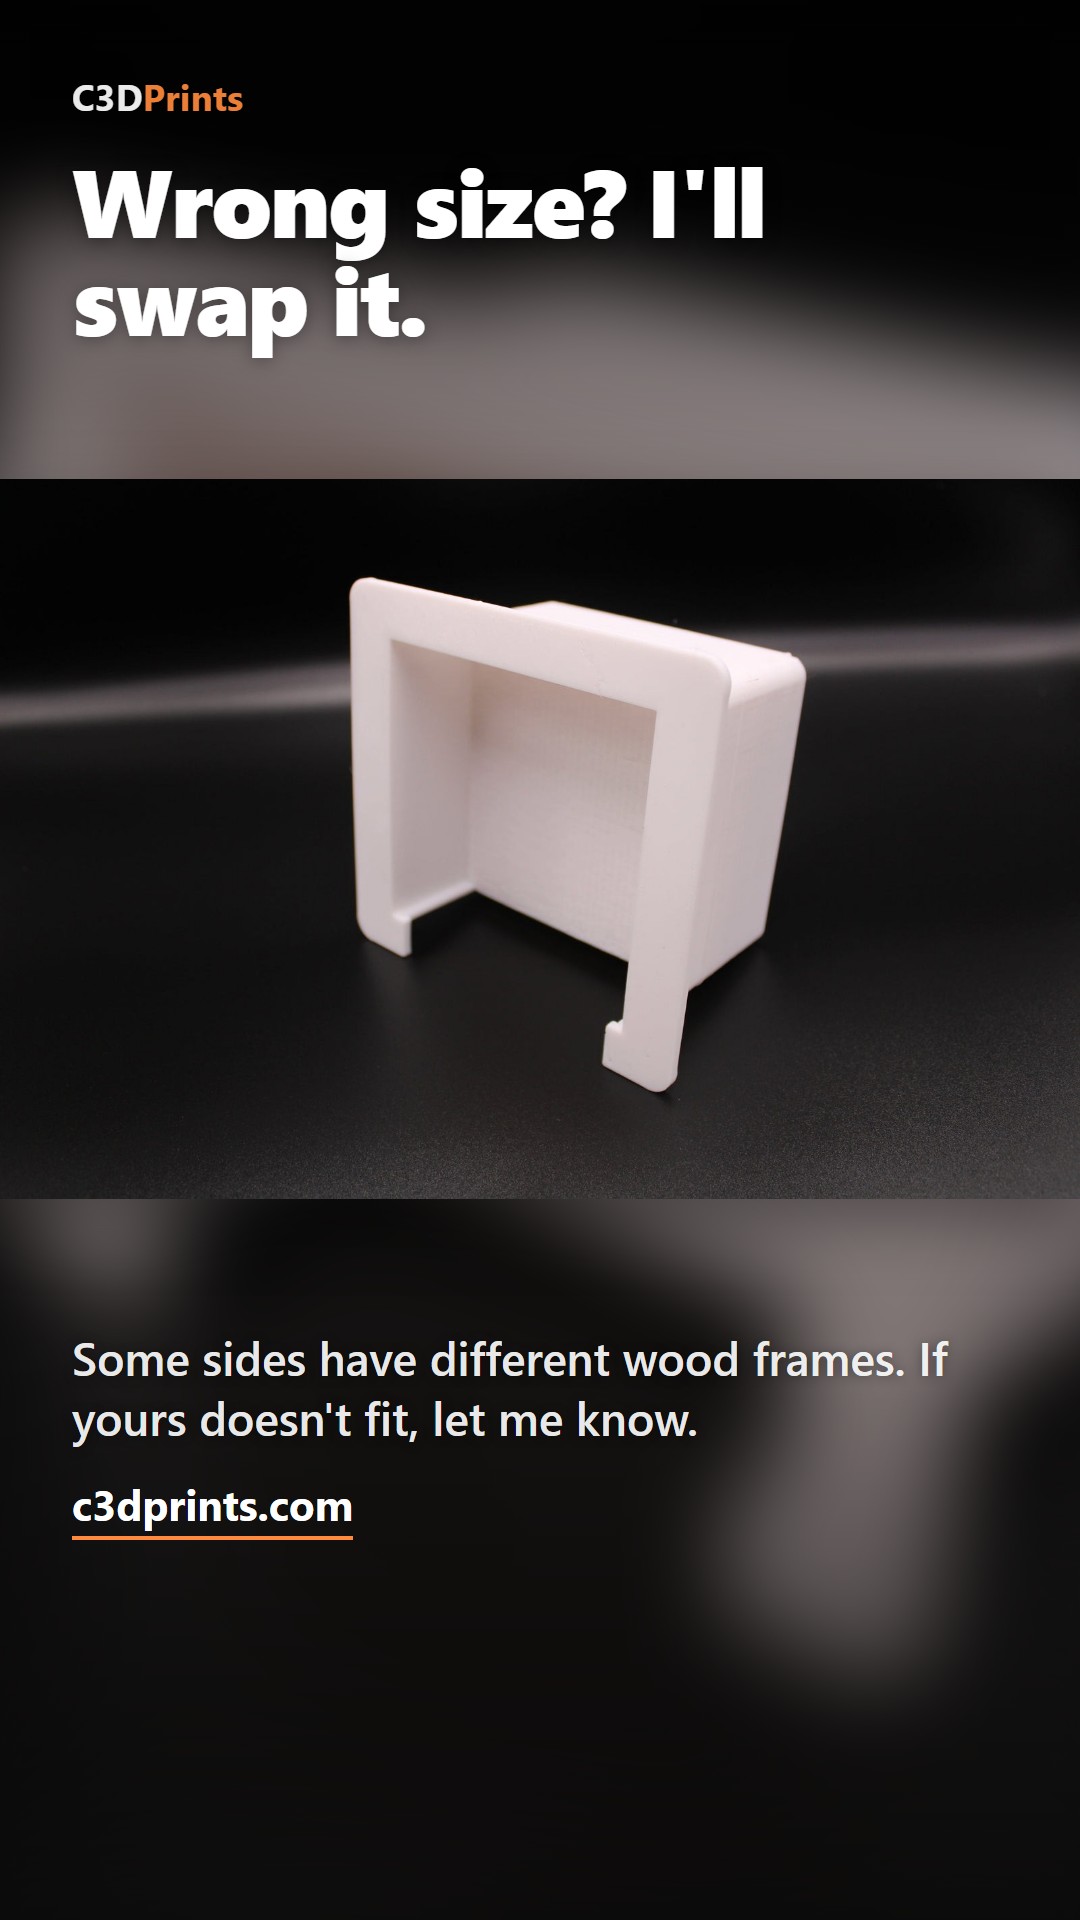 C3DPrints
Wrong size? I'll
swap it.
Some sides have different wood frames. If
yours doesn't fit, let me know.
c3dprints.com